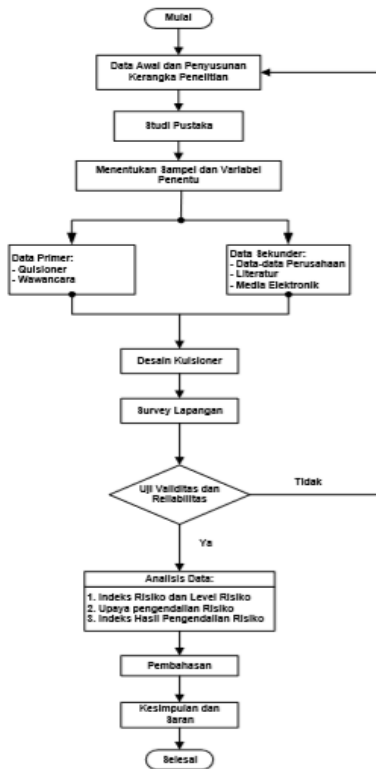 Mulai
Data Awal dan Penyusunan
Kerangka Penelitian
Studi Pustaka
Menentukan Sampel dan Variabel
Penentu
Data Primer:
- Quisioner
- Wawancara
Data Sekunder:
- Data-data Perusahaan
- Literatur
- Media Elektronik
Desain Kuisioner
Survey Lapangan
Uji Validitas dan
Reliabilitas
Tidak
Ya
Analisis Data:
1. Indeks Risiko dan Level Risiko
2. Upaya pengendalian Risiko
3. Indeks Hasil Pengendalian Risiko
Pembahasan
Kesimpulan dan
Saran
Selesai